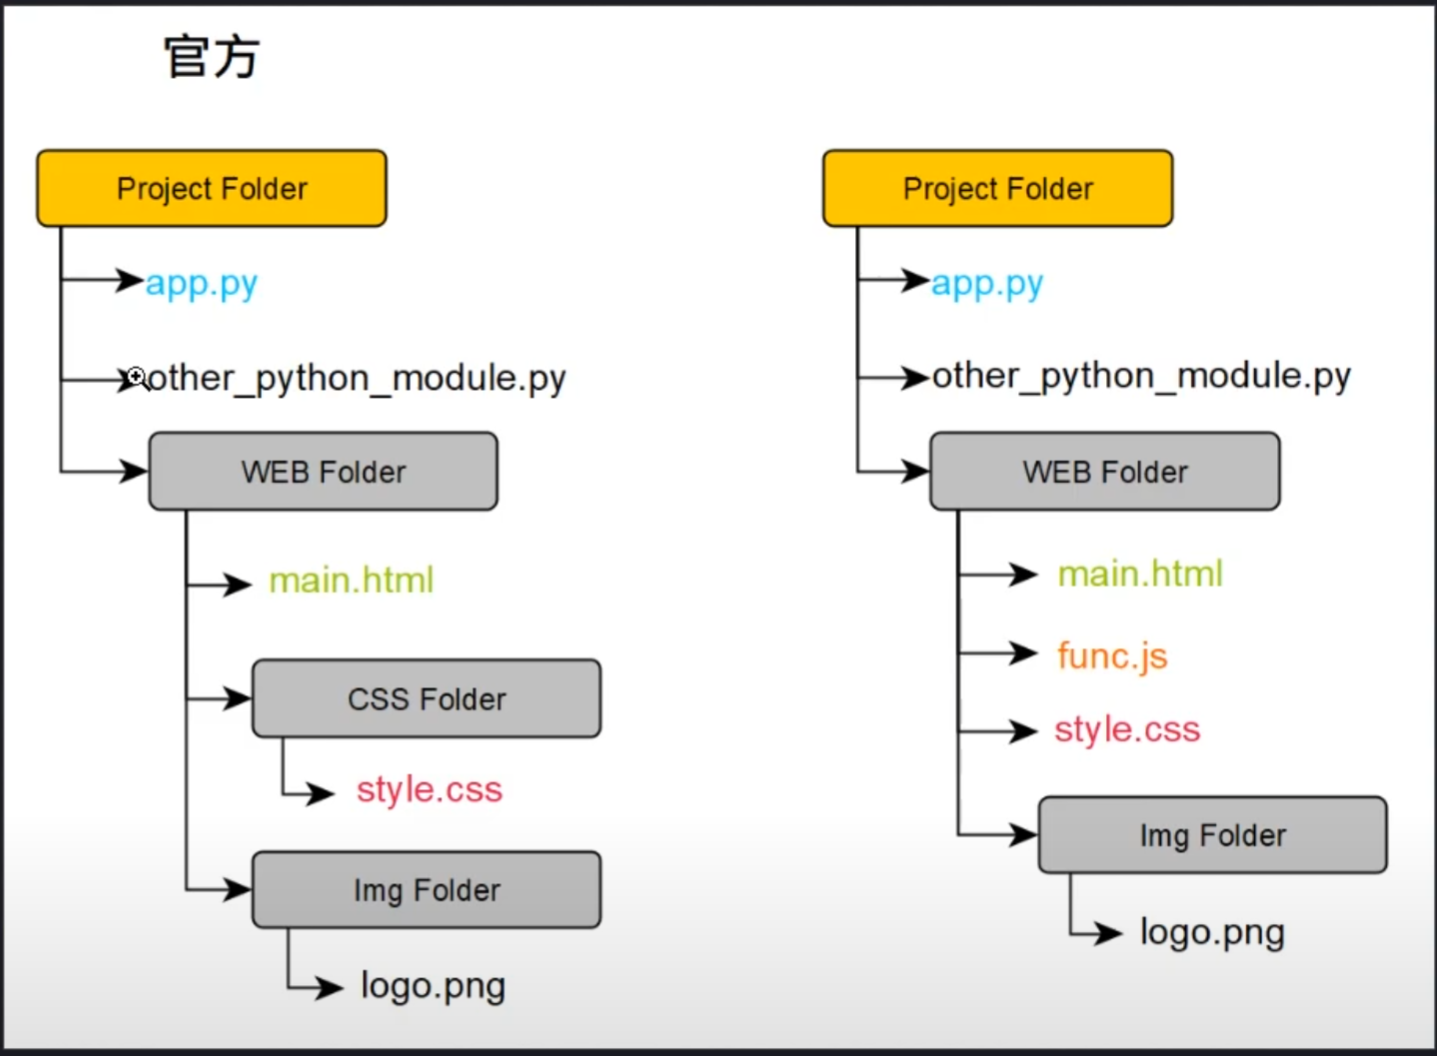 官方
Project Folder
app.py
other_python_module.py
WEB Folder
main.html
CSS Folder
style.css
Img Folder
logo.png
Project Folder
app.py
other_python_module.py
WEB Folder
main.html
func.js
style.css
Img Folder
logo.png